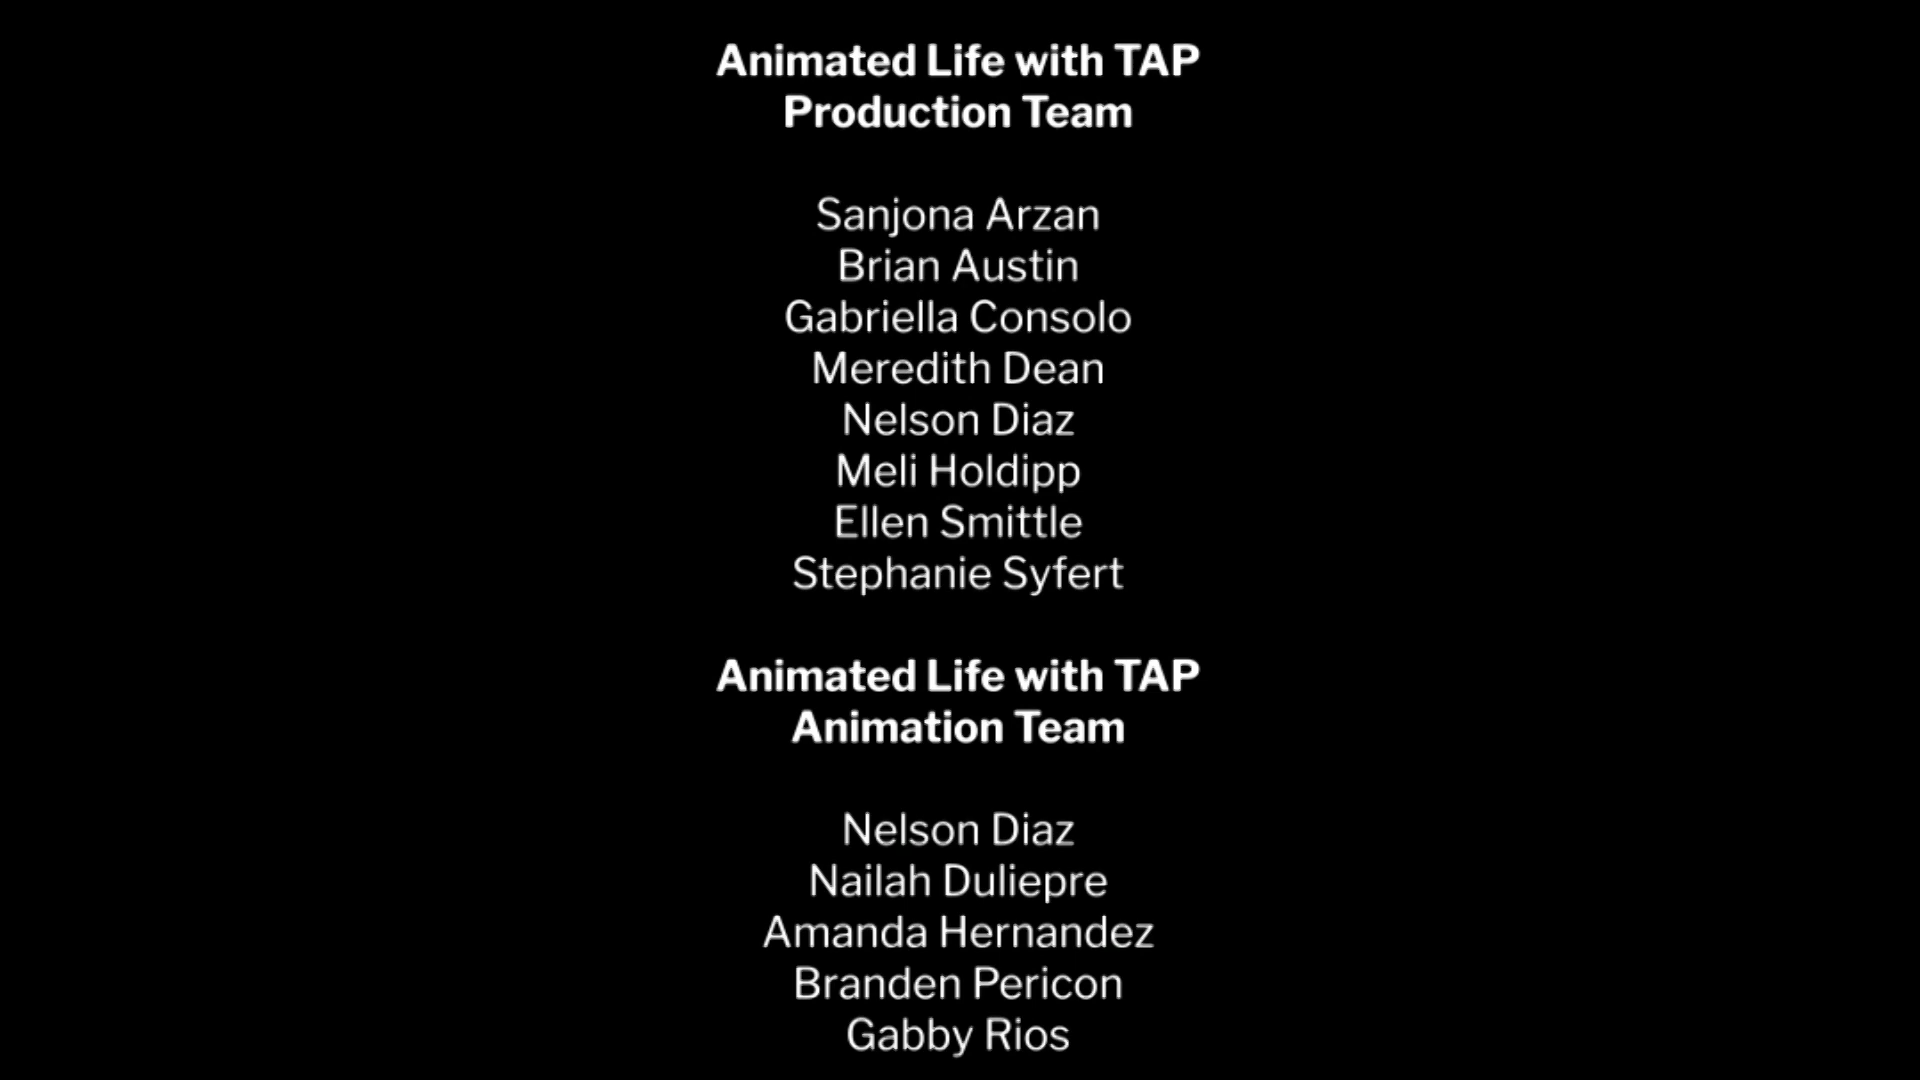 Animated Life with TAP
Production Team
Sanjona Arzan
Brian Austin
Gabriella Consolo
Meredith Dean
Nelson Diaz
Meli Holdipp
Ellen Smittle
Stephanie Syfert
Animated Life with TAP
Animation Team
Nelson Diaz
Nailah Duliepre
Amanda Hernandez
Branden Pericon
Gabby Rios